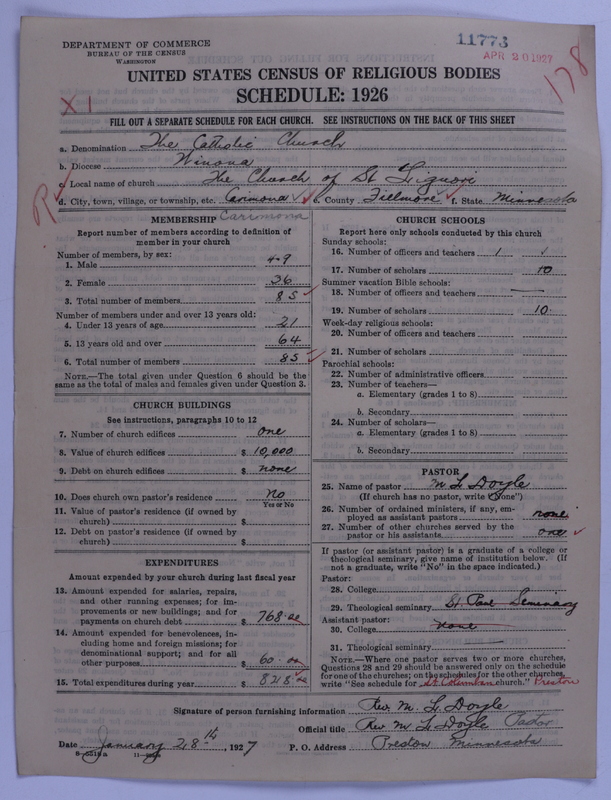 DEPARTMENT OF COMMERCE
BUREAU OF THE CENSUS
WASHINGTON
11773
APR 20 1927
178
UNITED STATES CENSUS OF RELIGIOUS BODIES
SCHEDULE: 1926
X 1
FILL OUT A SEPARATE SCHEDULE FOR EACH CHURCH. SEE INSTRUCTIONS ON THE BACK OF THIS SHEET
a. Denomination The Catholic Church
b. Diocese Winona
c. Local name of church The Church of St Liguori
d. City, town, village, or township, etc. Carimona e. County Fillmore f. State Minnesota
R
Carimona
MEMBERSHIP
Report number of members according to definition of
member in your church
Number of members, by sex:
1. Male 49
2. Female 36
3. Total number of members 85
Number of members under and over 13 years old:
4. Under 13 years of age 21
5. 13 years old and over 64
6. Total number of members 85
NOTE.—The total given under Question 6 should be the
same as the total of males and females given under Question 3.
CHURCH BUILDINGS
See instructions, paragraphs 10 to 12
7. Number of church edifices one
8. Value of church edifices $ 10,000
9. Debt on church edifices $ none
10. Does church own pastor's residence no
Yes or No
11. Value of pastor's residence (if owned by
church) $
12. Debt on pastor's residence (if owned by
church) $
EXPENDITURES
Amount expended by your church during last fiscal year
13. Amount expended for salaries, repairs,
and other running expenses; for im-
provements or new buildings; and for
payments on church debt $ 768.00
14. Amount expended for benevolences, in-
cluding home and foreign missions; for
denominational support; and for all
other purposes $ 60.00
15. Total expenditures during year $ 828.00
CHURCH SCHOOLS
Report here only schools conducted by this church
Sunday schools:
16. Number of officers and teachers 1 1
17. Number of scholars 10
Summer vacation Bible schools:
18. Number of officers and teachers —
19. Number of scholars 10.
Week-day religious schools:
20. Number of officers and teachers
21. Number of scholars
Parochial schools:
22. Number of administrative officers
23. Number of teachers—
a. Elementary (grades 1 to 8)
b. Secondary
24. Number of scholars—
a. Elementary (grades 1 to 8)
b. Secondary
PASTOR
25. Name of pastor M L Doyle
(If church has no pastor, write "None")
26. Number of ordained ministers, if any, em-
ployed as assistant pastors none
27. Number of other churches served by the
pastor or his assistants one
If pastor (or assistant pastor) is a graduate of a college or
theological seminary, give name of institution below. (If
not a graduate, write "No" in the space indicated.)
Pastor:
28. College
29. Theological seminary St. Paul Seminary
Assistant pastor:
30. College none
31. Theological seminary
NOTE.—Where one pastor serves two or more churches,
Questions 28 and 29 should be answered only on the schedule
for one of the churches; on the schedules for the other churches,
write "See schedule for St Columban church." Preston
Signature of person furnishing information Rev. M. L. Doyle
Official title Rev M L Doyle Pastor
Date January 28th, 1927 P. O. Address Preston Minnesota